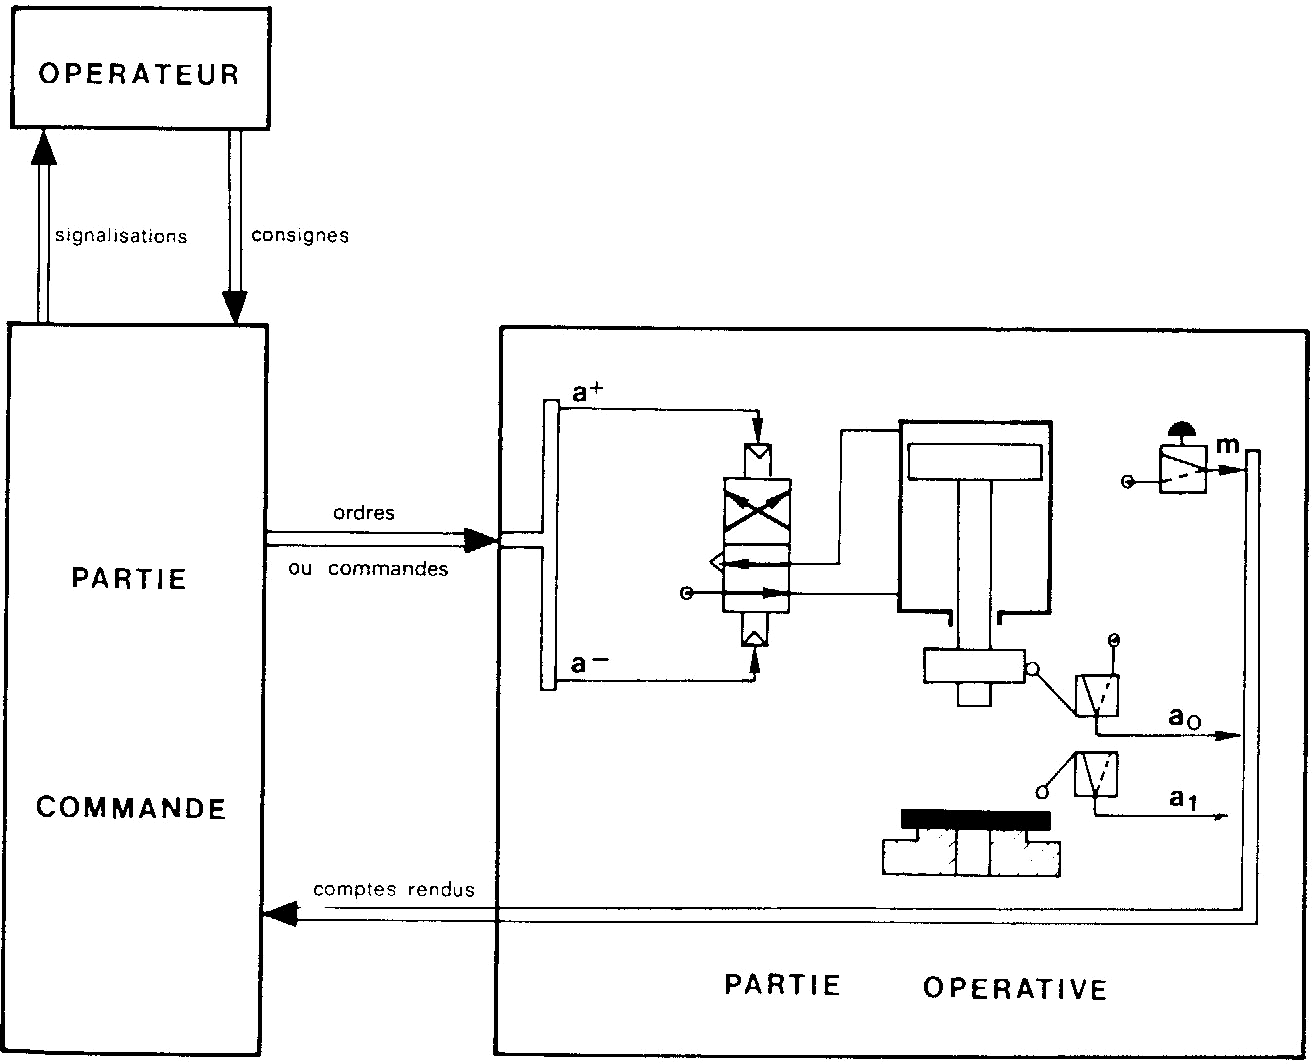 OPERATEUR
signalisations
consignes
a+
m
ordres
ou commandes
PARTIE
a–
a0
a1
COMMANDE
comptes rendus
PARTIE OPERATIVE